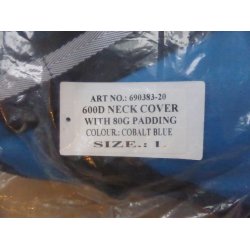 ART NO.: 690383-20
600D NECK COVER
WITH 80G PADDING
COLOUR.: COBALT BLUE
SIZE.: L